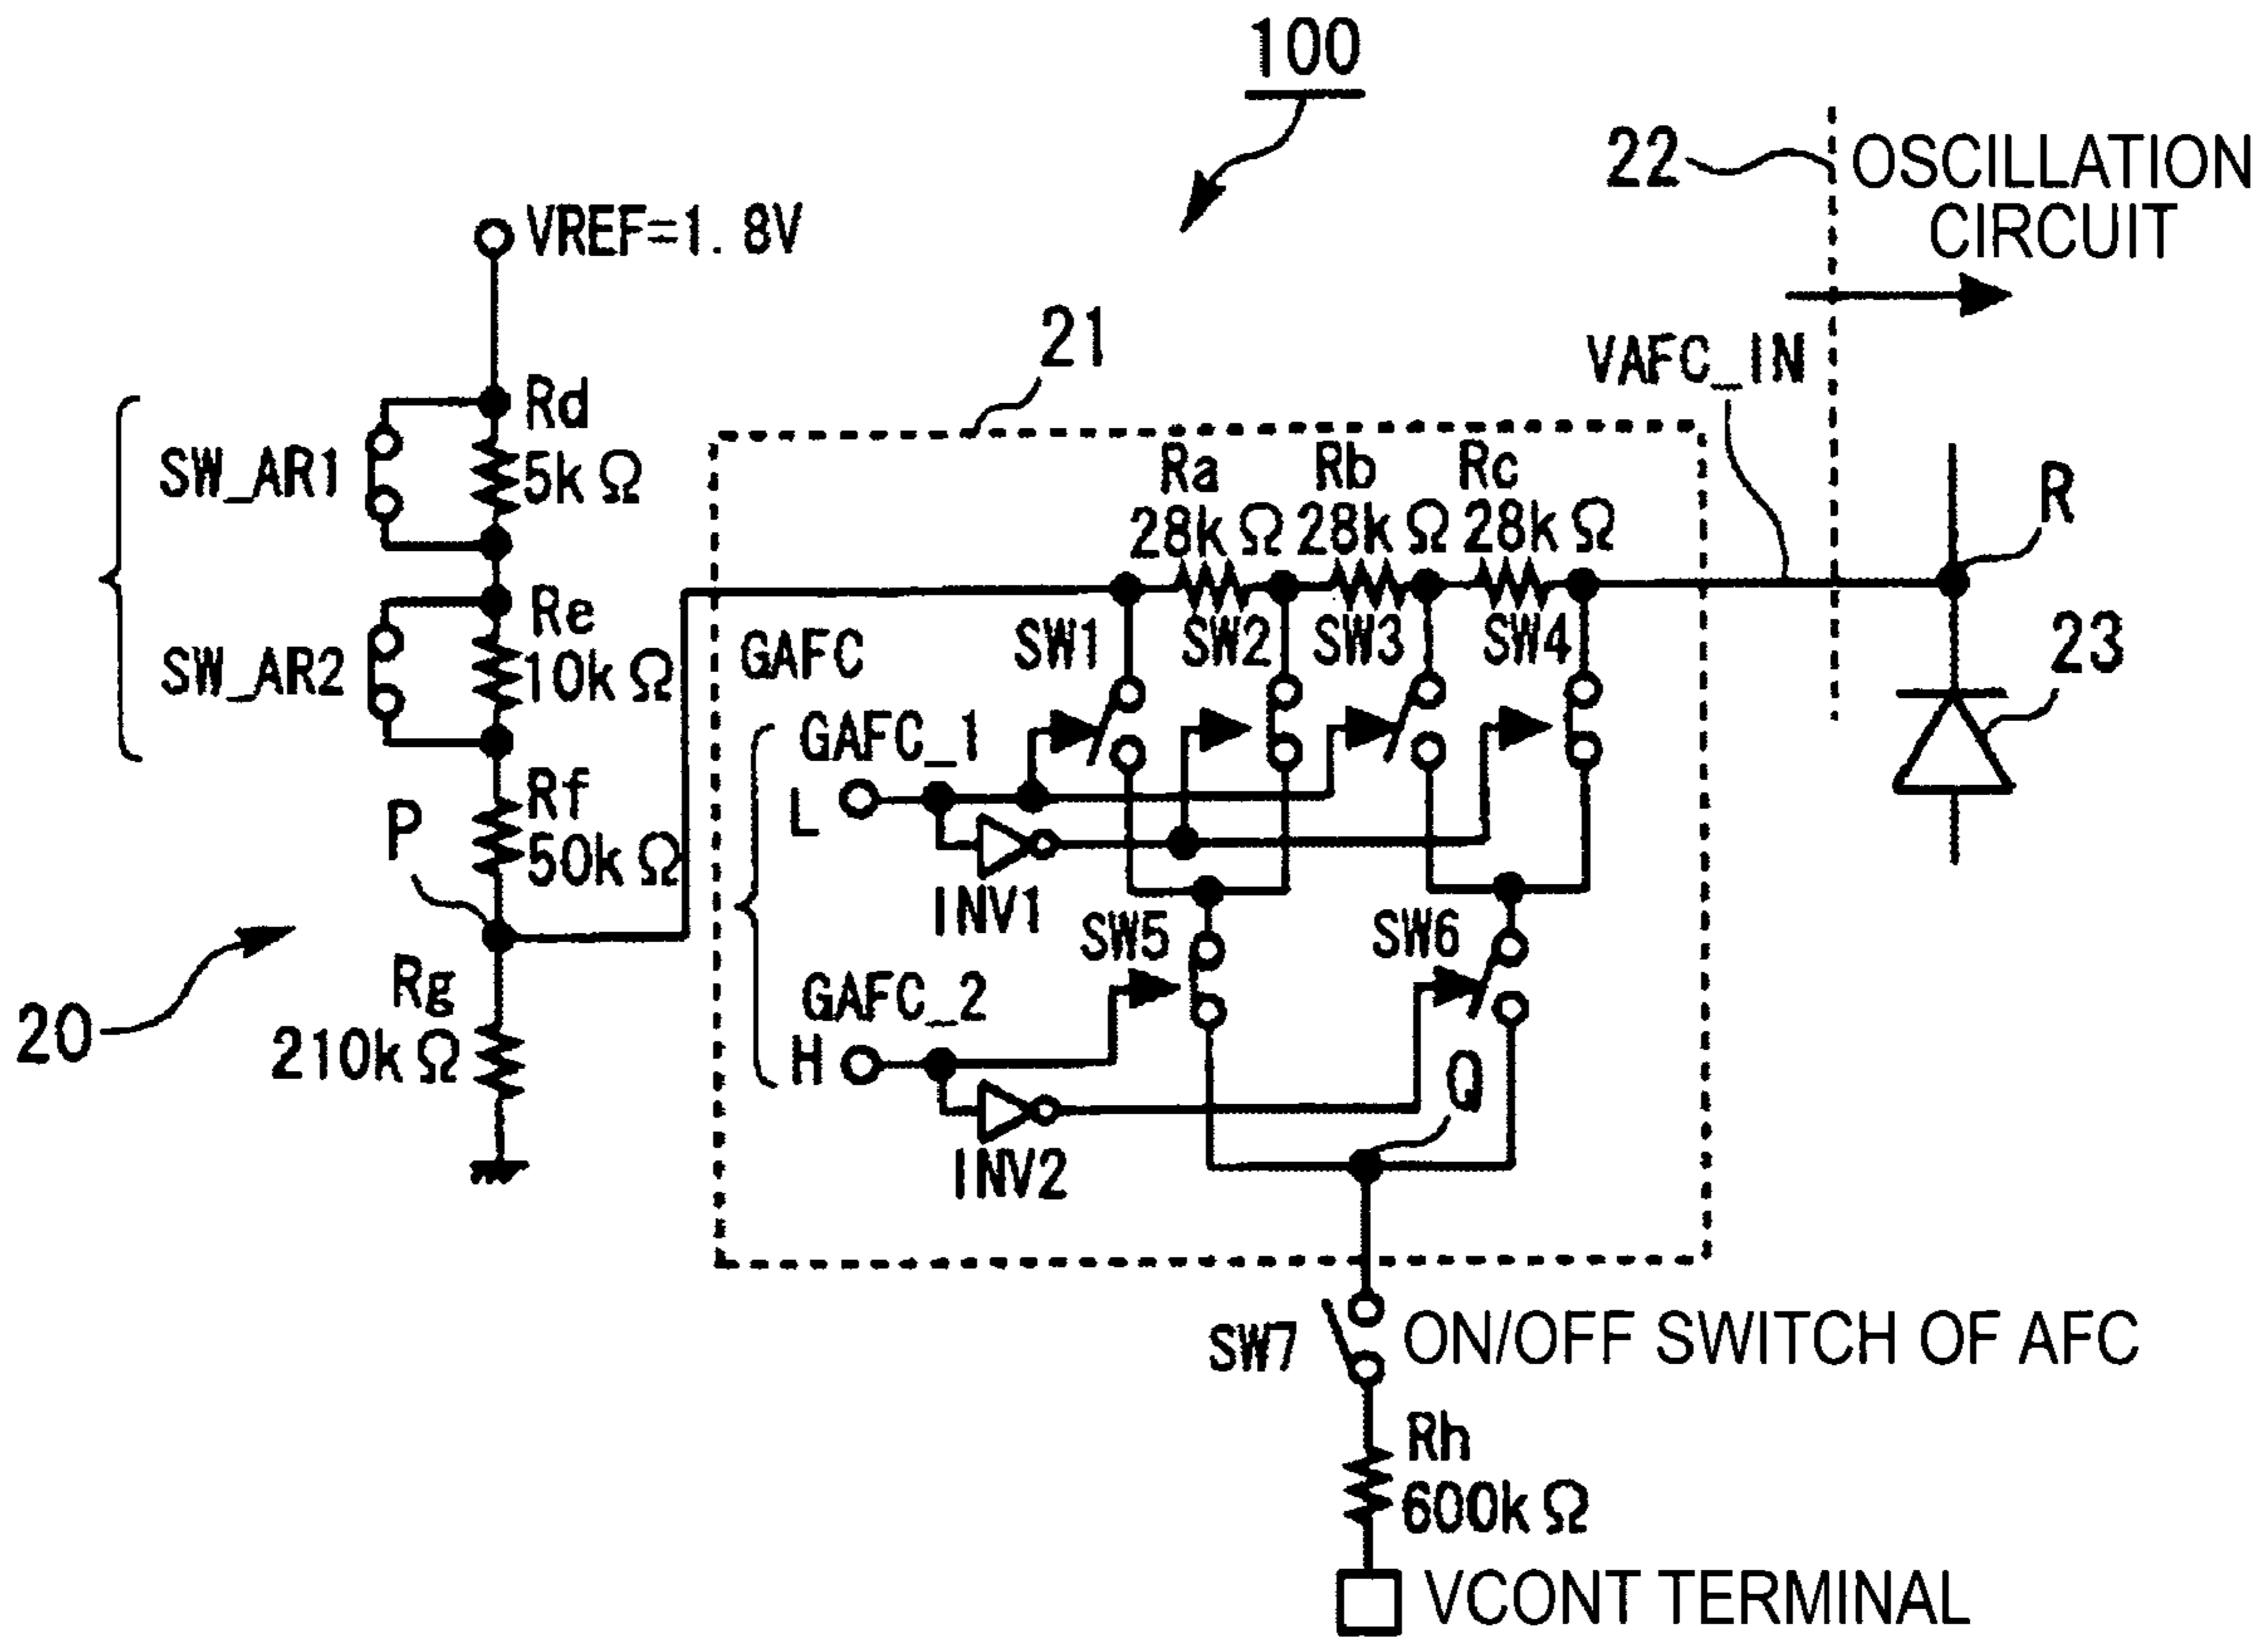 100
22
OSCILLATION
CIRCUIT
VREF=1.8V
21
VAFC_IN
Rd
5kΩ
SW_AR1
Ra
28kΩ
Rb
28kΩ
Rc
28kΩ
R
Re
10kΩ
SW_AR2
GAFC
SW1
SW2
SW3
SW4
23
GAFC_1
L
Rf
50kΩ
P
INV1
SW5
SW6
Rg
210kΩ
20
GAFC_2
H
Q
INV2
SW7
ON/OFF SWITCH OF AFC
Rh
600kΩ
VCONT TERMINAL